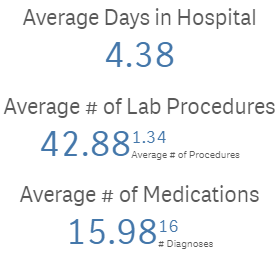 Average Days in Hospital
4.38
Average # of Lab Procedures
42.88 1.34
Average # of Procedures
Average # of Medications
15.98 16
# Diagnoses